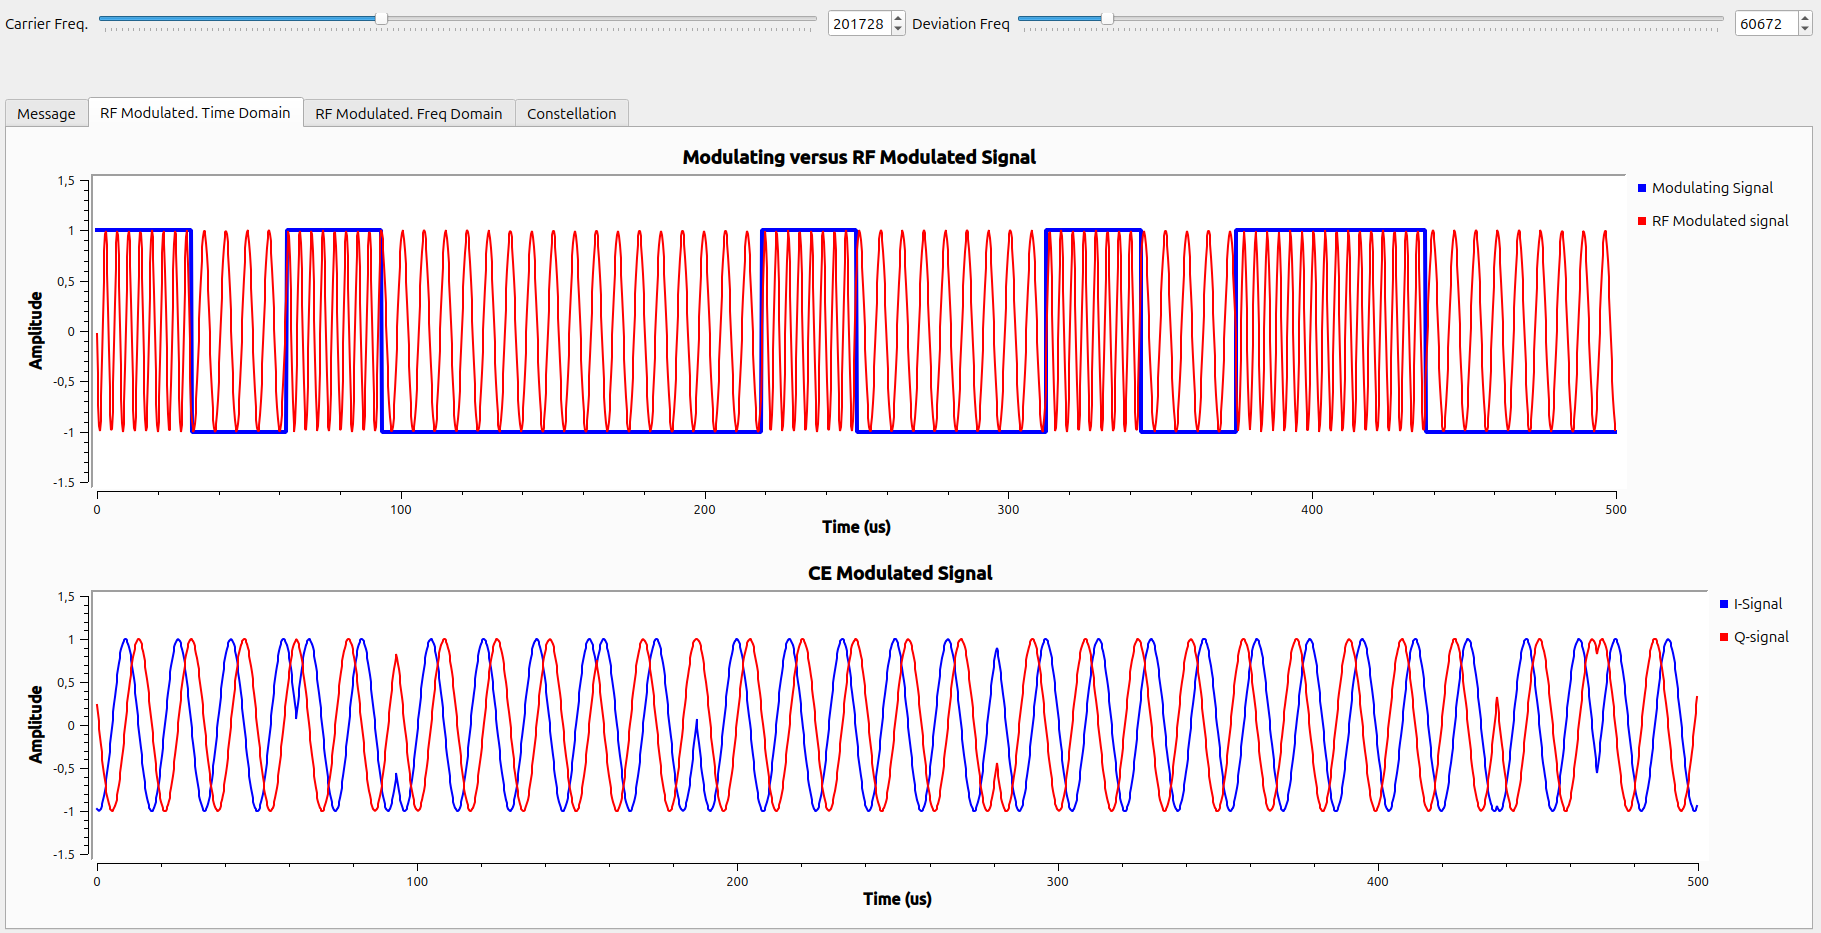 Carrier Freq. 201728 Deviation Freq 60672
Message RF Modulated. Time Domain RF Modulated. Freq Domain Constellation
Modulating versus RF Modulated Signal
1,5
1
0,5
0
-0,5
-1
-1.5
Amplitude
0 100 200 300 400 500
Time (us)
Modulating Signal
RF Modulated signal
CE Modulated Signal
1,5
1
0,5
0
-0,5
-1
-1.5
Amplitude
0 100 200 300 400 500
Time (us)
I-Signal
Q-signal